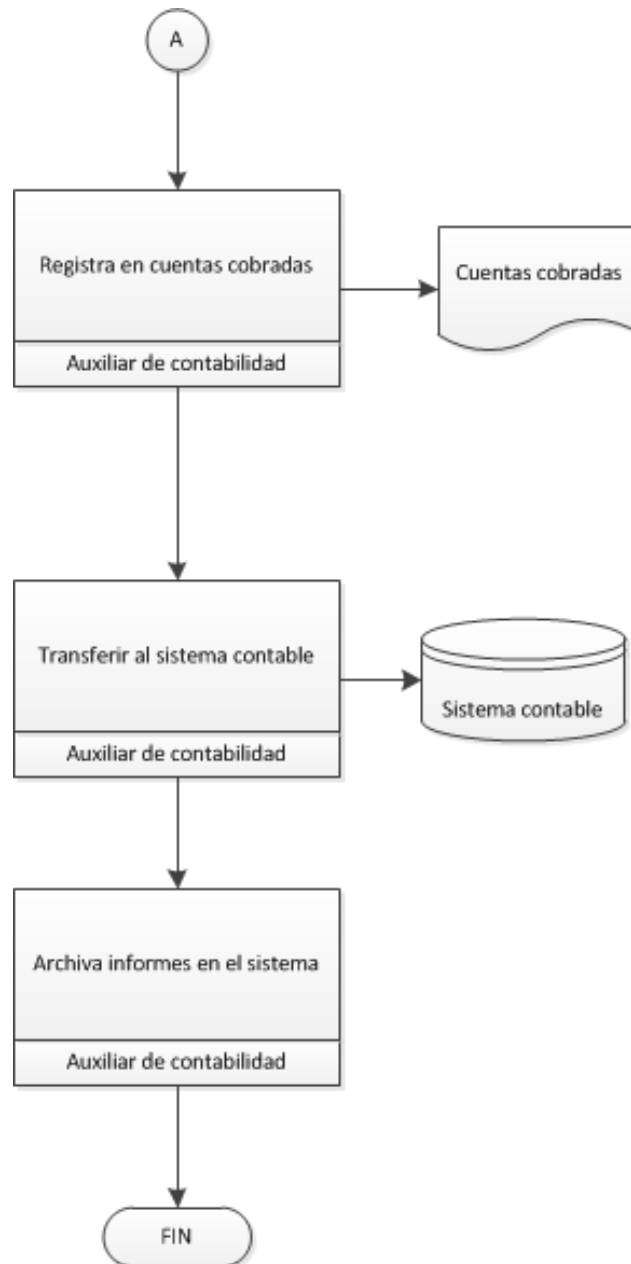 A
Registra en cuentas cobradas
Cuentas cobradas
Auxiliar de contabilidad
Transferir al sistema contable
Sistema contable
Auxiliar de contabilidad
Archiva informes en el sistema
Auxiliar de contabilidad
FIN